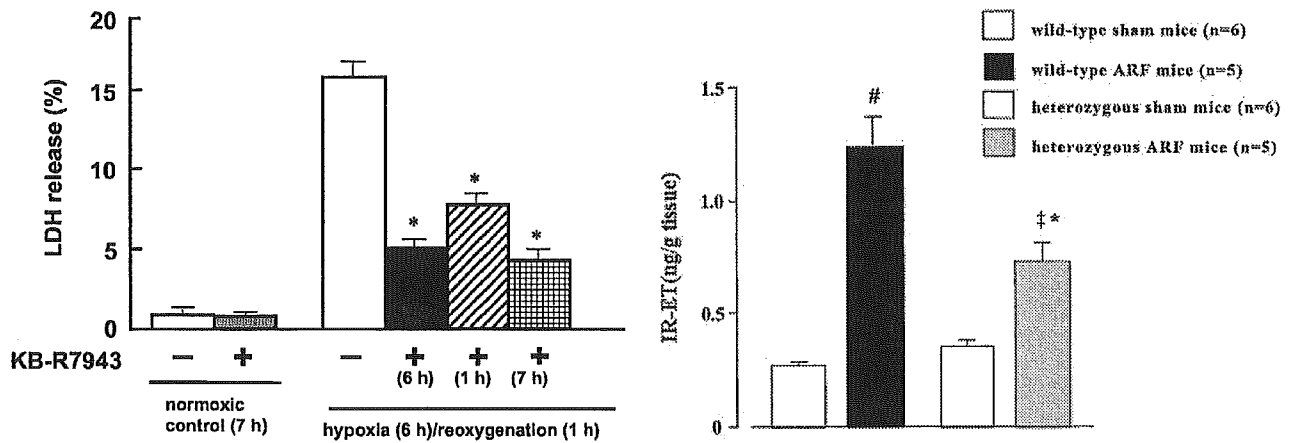 20
15
10
5
0
LDH release (%)
*
*
*
KB-R7943
− + − + + +
(6 h) (1 h) (7 h)
normoxic
control (7 h)
hypoxia (6 h)/reoxygenation (1 h)
wild-type sham mice (n=6)
wild-type ARF mice (n=5)
heterozygous sham mice (n=6)
heterozygous ARF mice (n=5)
1.5
1.0
0.5
0
IR-ET(ng/g tissue)
#
‡*